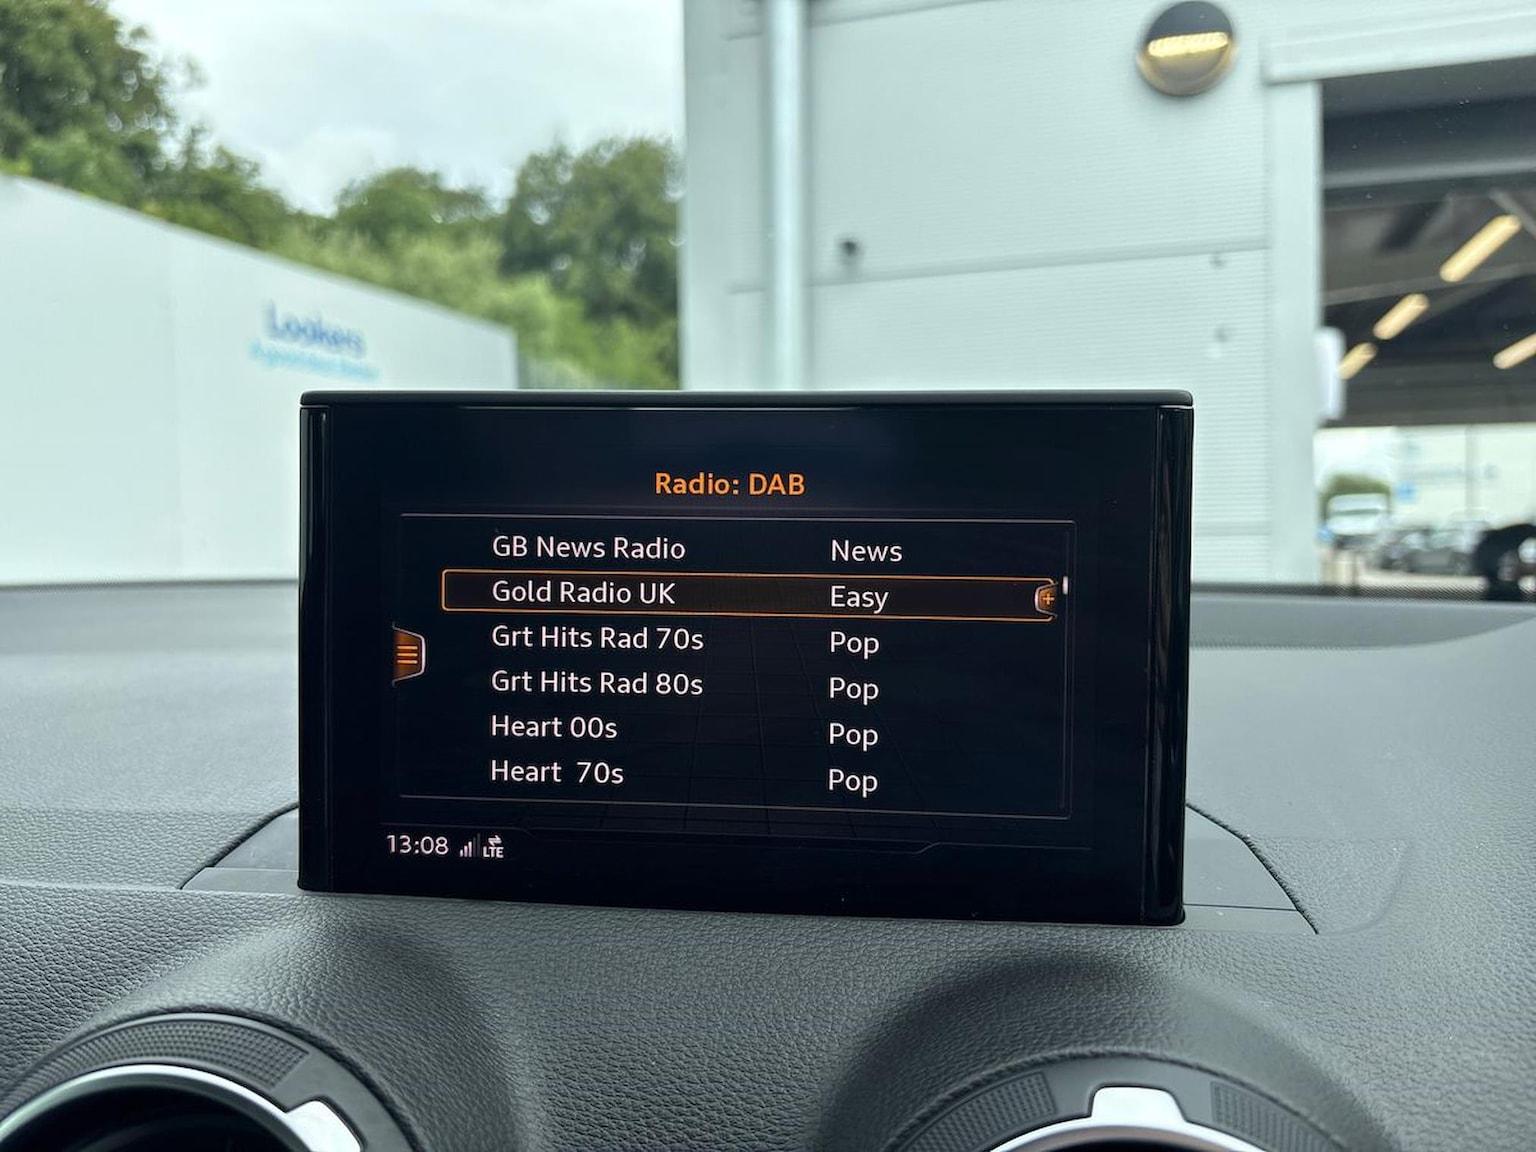 Lookers
Radio: DAB
GB News Radio News
Gold Radio UK Easy +
Grt Hits Rad 70s Pop
Grt Hits Rad 80s Pop
Heart 00s Pop
Heart  70s Pop
13:08 LTE